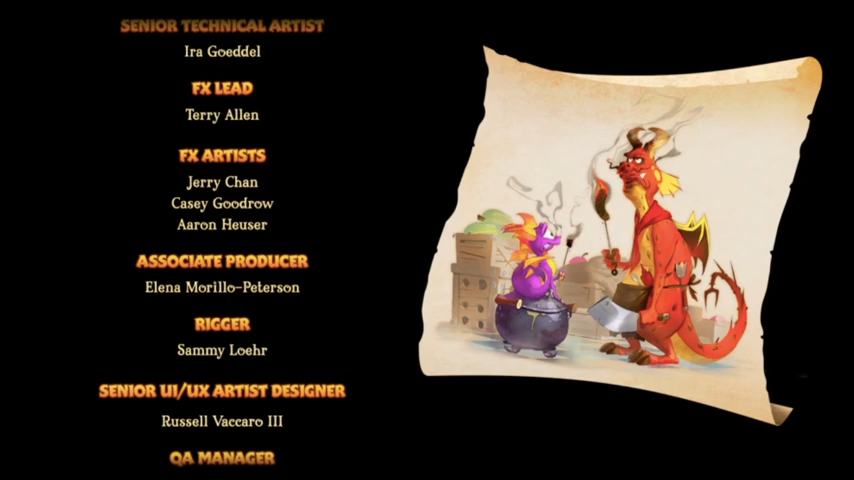 SENIOR TECHNICAL ARTIST
Ira Goeddel
FX LEAD
Terry Allen
FX ARTISTS
Jerry Chan
Casey Goodrow
Aaron Heuser
ASSOCIATE PRODUCER
Elena Morillo-Peterson
RIGGER
Sammy Loehr
SENIOR UI/UX ARTIST DESIGNER
Russell Vaccaro III
QA MANAGER